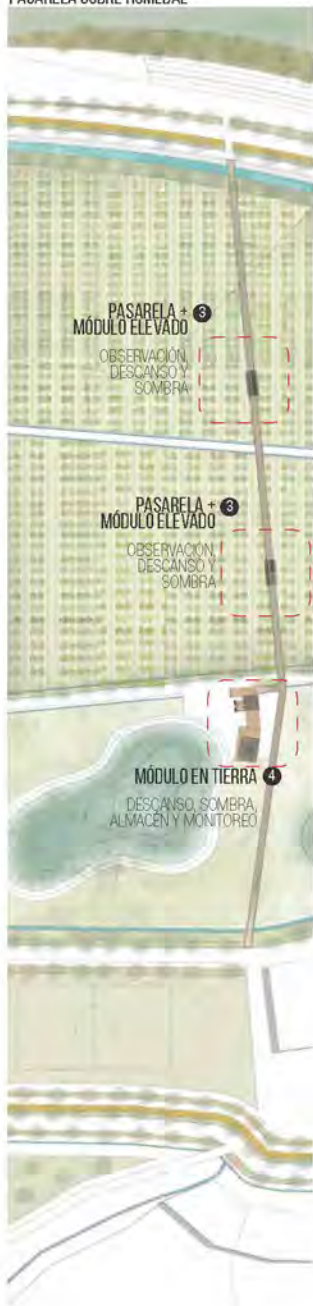 PASARELA SOBRE HUMEDAL
PASARELA + 3
MÓDULO ELEVADO
OBSERVACIÓN,
DESCANSO Y
SOMBRA
PASARELA + 3
MÓDULO ELEVADO
OBSERVACIÓN,
DESCANSO Y
SOMBRA
MÓDULO EN TIERRA 4
DESCANSO, SOMBRA,
ALMACÉN Y MONITOREO